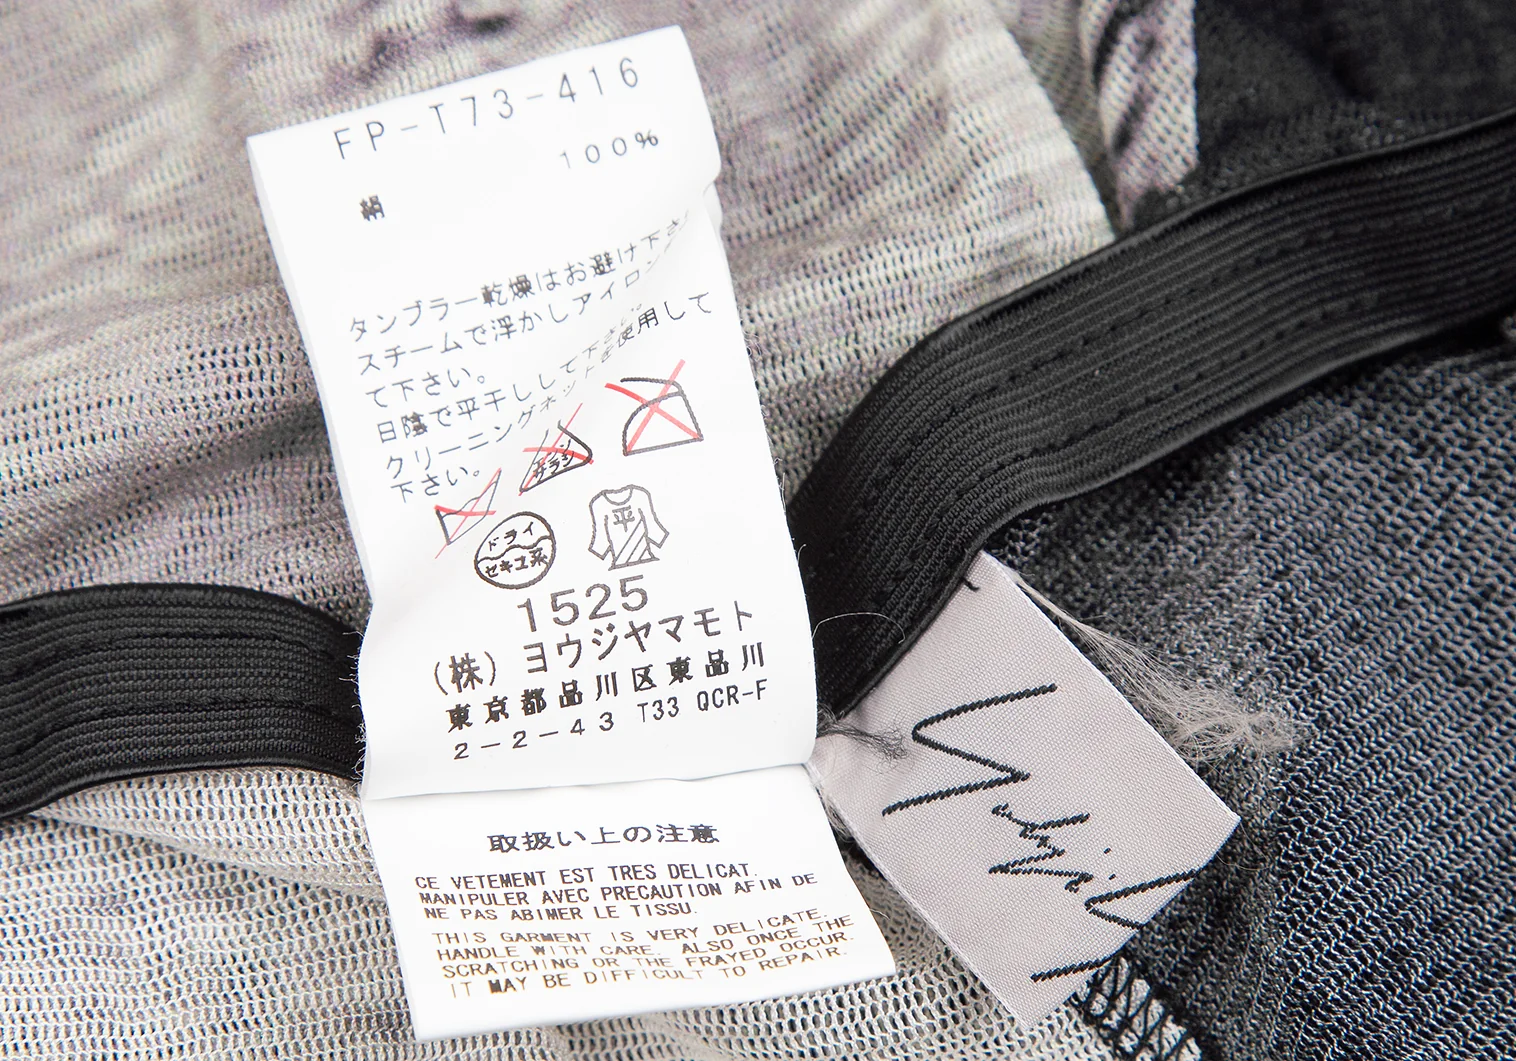 FP-T73-416
100%
絹
タンブラー乾燥はお避け下さ
スチームで浮かしアイロン
て下さい。
日陰で平干しして下さい
クリーニングネットを使用して
下さい。
エンソ
サラシ
平
ドライ
セキユ系
1525
(株) ヨウジヤマモト
東京都品川区東品川
2-2-43 T33 QCR-F
取扱い上の注意
CE VETEMENT EST TRES DELICAT.
MANIPULER AVEC PRECAUTION AFIN DE
NE PAS ABIMER LE TISSU.
THIS GARMENT IS VERY DELICATE.
HANDLE WITH CARE. ALSO ONCE THE
SCRATCHING OR THE FRAYED OCCUR.
IT MAY BE DIFFICULT TO REPAIR.